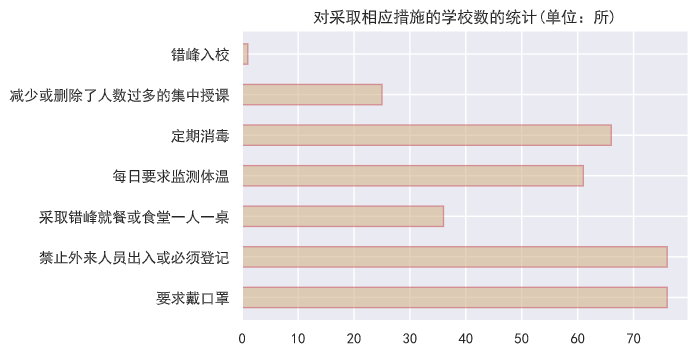 对采取相应措施的学校数的统计(单位：所)
错峰入校
减少或删除了人数过多的集中授课
定期消毒
每日要求监测体温
采取错峰就餐或食堂一人一桌
禁止外来人员出入或必须登记
要求戴口罩
0 10 20 30 40 50 60 70